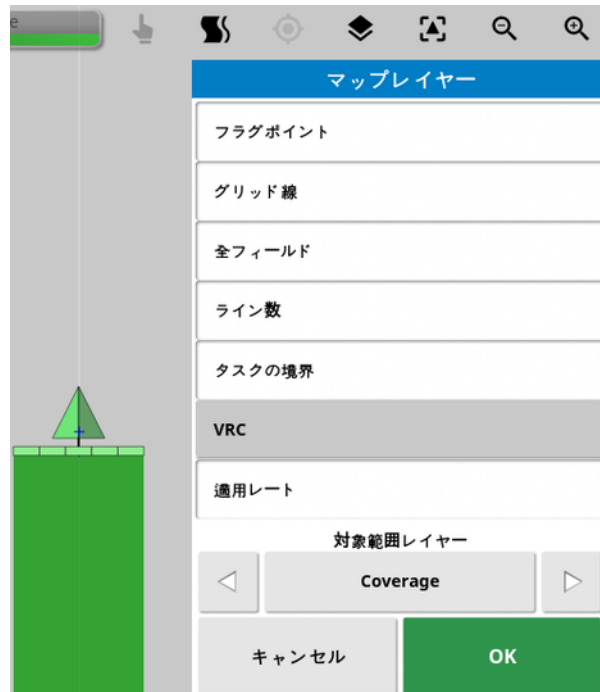 e
マップレイヤー
フラグポイント
グリッド線
全フィールド
ライン数
タスクの境界
VRC
適用レート
対象範囲レイヤー
Coverage
キャンセル
OK